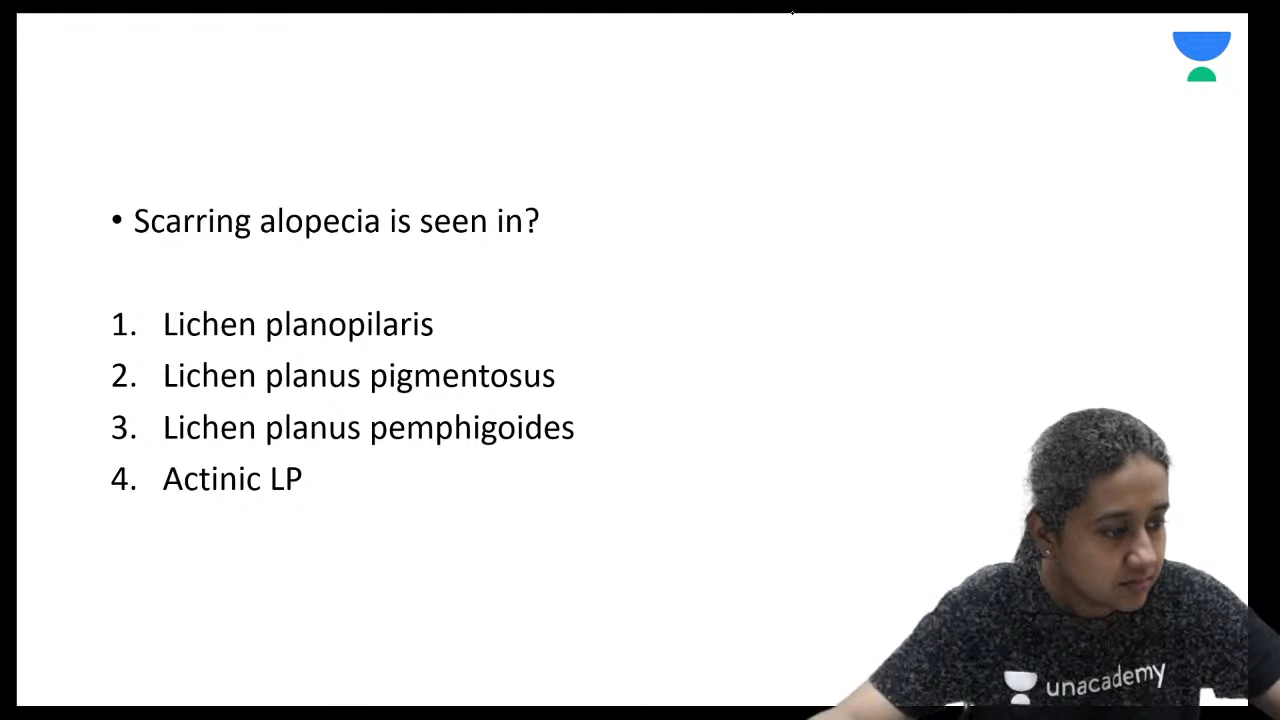 • Scarring alopecia is seen in?
1. Lichen planopilaris
2. Lichen planus pigmentosus
3. Lichen planus pemphigoides
4. Actinic LP
unacademy